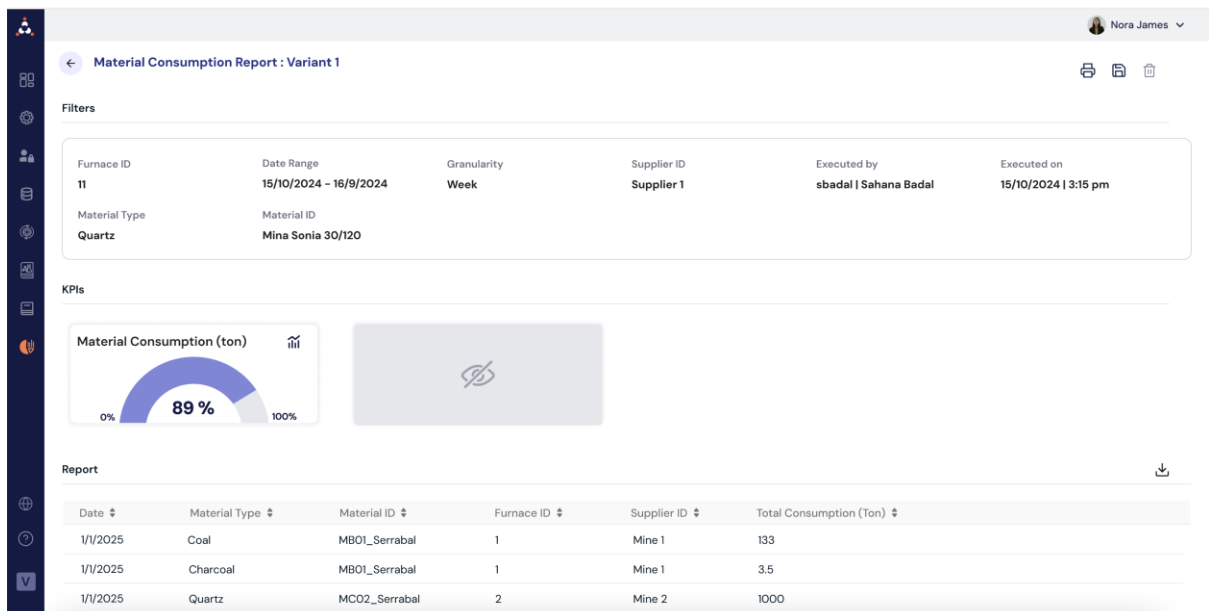 Nora James
Material Consumption Report : Variant 1
Filters
Furnace ID Date Range Granularity Supplier ID Executed by Executed on
11 15/10/2024 - 16/9/2024 Week Supplier 1 sbadal | Sahana Badal 15/10/2024 | 3:15 pm
Material Type Material ID
Quartz Mina Sonia 30/120
KPIs
Material Consumption (ton)
89 %
0% 100%
Report
Date Material Type Material ID Furnace ID Supplier ID Total Consumption (Ton)
1/1/2025 Coal MB01_Serrabal 1 Mine 1 133
1/1/2025 Charcoal MB01_Serrabal 1 Mine 1 3.5
1/1/2025 Quartz MC02_Serrabal 2 Mine 2 1000
V